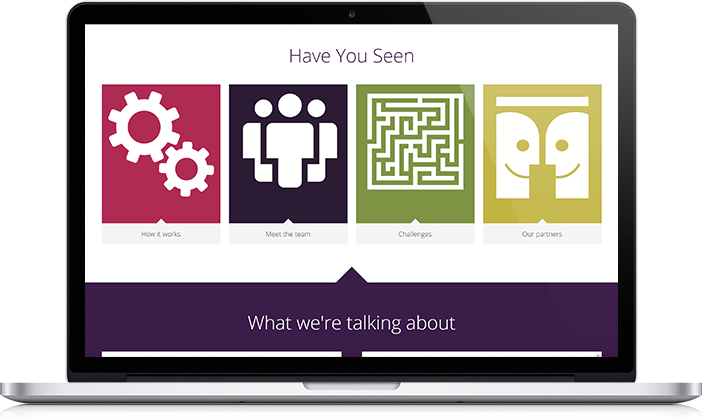 Have You Seen
How it works
Meet the team
Challenges
Our partners
What we're talking about